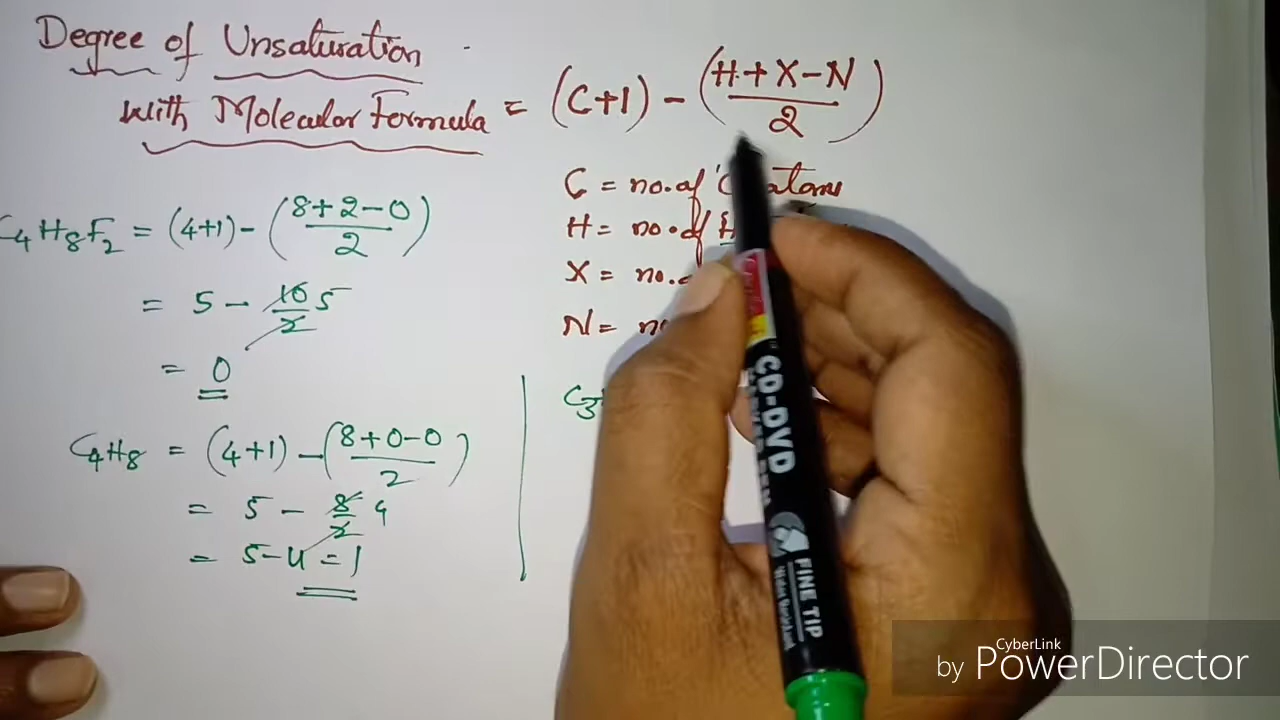 Degree of Unsaturation
with Molecular Formula = (C+1) - (H+X-N / 2)
C = no. of 'C' atoms
H = no. of H
X = no.
N =
C4H8F2 = (4+1) - (8+2-0 / 2)
= 5 - 10/2 5
= 0
C4H8 = (4+1) - (8+0-0 / 2)
= 5 - 8/2 4
= 5-4 = 1
C3
CD-DVD
FINE TIP
CyberLink
by PowerDirector